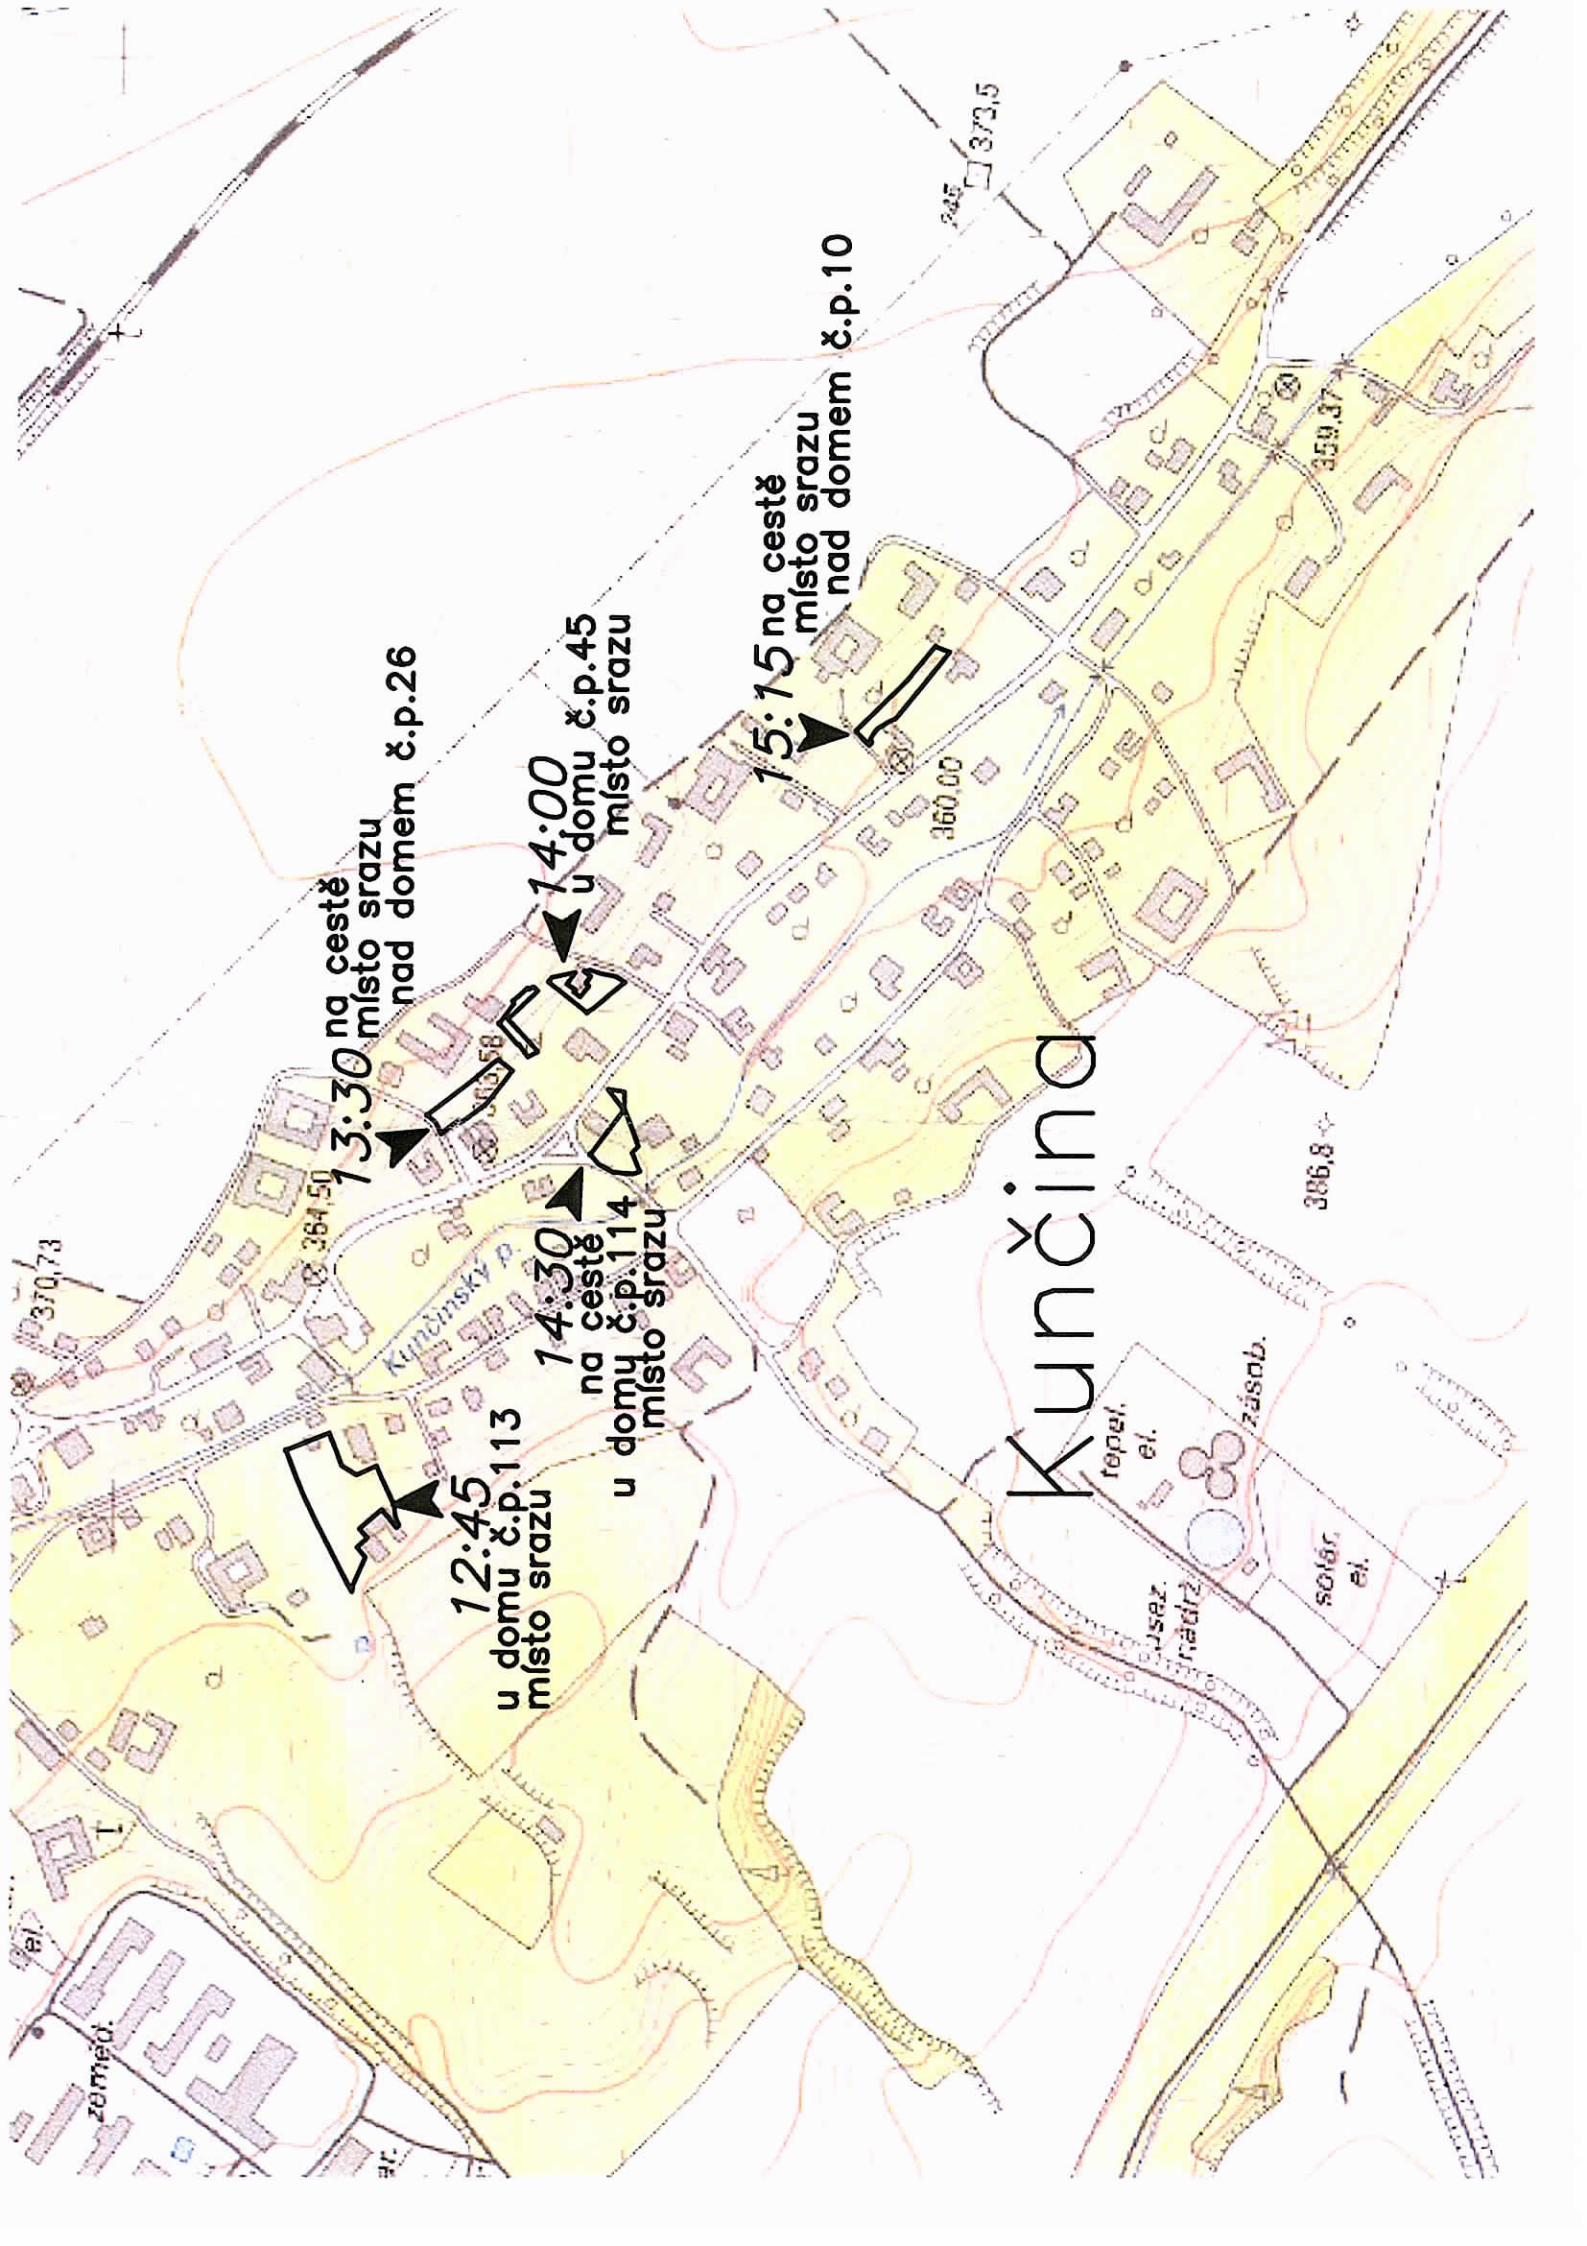 13:30 na cestě
místo srazu
nad domem č.p.26
14:00
u domu č.p.45
místo srazu
15:15 na cestě
místo srazu
nad domem č.p.10
12:45
u domu č.p.113
místo srazu
14:30
na cestě
u domu č.p.114
místo srazu
Kunčina
Kunčinský p.
370,73
364,50
360,00
359,37
373,5
386,8
tepel.
el.
zásob.
solár.
el.
usaz.
nádrž
zeměd.
el.